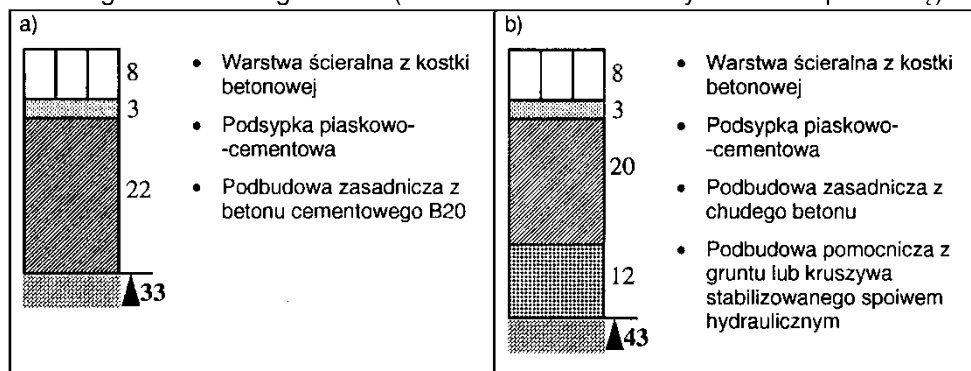 a)
8
3
22
33
• Warstwa ścieralna z kostki
betonowej
• Podsypka piaskowo-
-cementowa
• Podbudowa zasadnicza z
betonu cementowego B20
b)
8
3
20
12
43
• Warstwa ścieralna z kostki
betonowej
• Podsypka piaskowo-
-cementowa
• Podbudowa zasadnicza z
chudego betonu
• Podbudowa pomocnicza z
gruntu lub kruszywa
stabilizowanego spoiwem
hydraulicznym